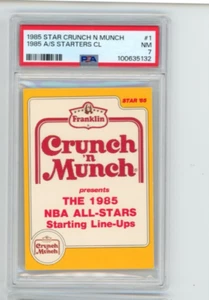 1985 STAR CRUNCH N MUNCH #1
1985 A/S STARTERS CL NM
7
PSA 100635132
STAR '85
Franklin
Crunch
'n
Munch
presents
THE 1985
NBA ALL-STARS
Starting Line-Ups
Crunch
'n
Munch